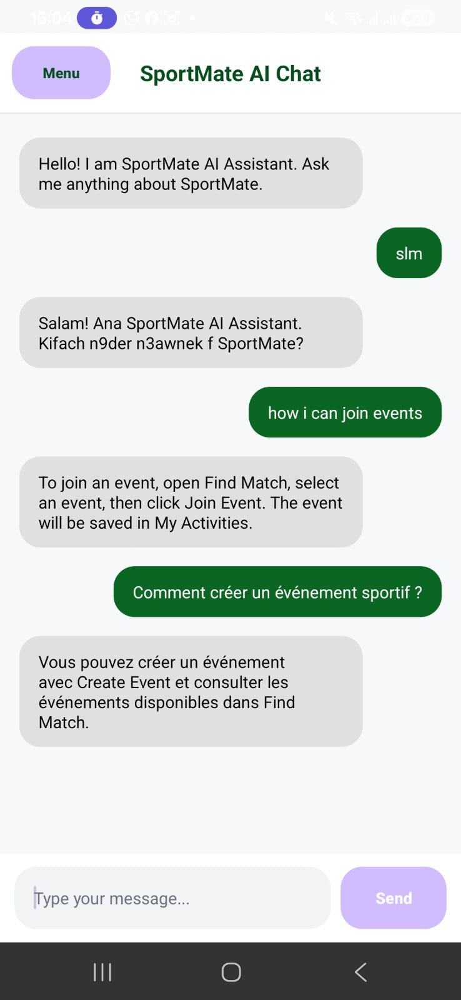 15:04
Menu
SportMate AI Chat
Hello! I am SportMate AI Assistant. Ask
me anything about SportMate.
slm
Salam! Ana SportMate AI Assistant.
Kifach n9der n3awnek f SportMate?
how i can join events
To join an event, open Find Match, select
an event, then click Join Event. The event
will be saved in My Activities.
Comment créer un événement sportif ?
Vous pouvez créer un événement
avec Create Event et consulter les
événements disponibles dans Find
Match.
Type your message...
Send